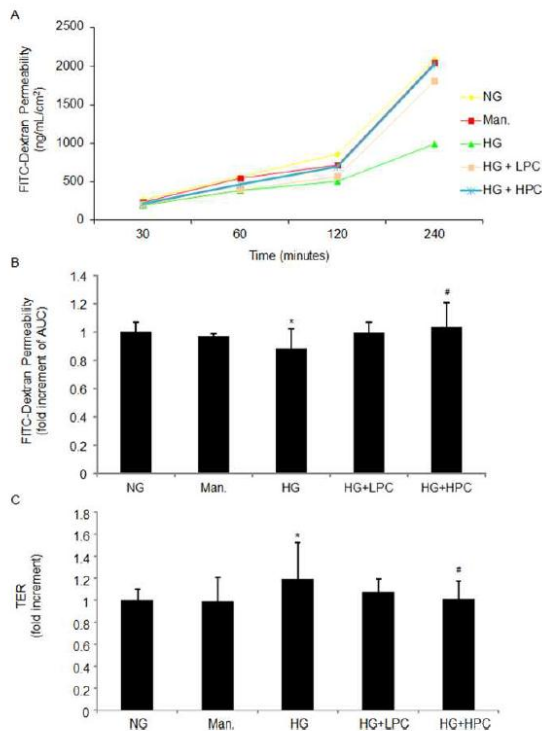 A
FITC-Dextran Permeability
(ng/mL/cm²)
2500
2000
1500
1000
500
0
30
60
120
240
Time (minutes)
NG
Man.
HG
HG + LPC
HG + HPC
B
FITC-Dextran Permeability
(fold increment of AUC)
1.4
1.2
1
0.8
0.6
0.4
0.2
0
*
#
NG
Man.
HG
HG+LPC
HG+HPC
C
TER
(fold increment)
1.8
1.6
1.4
1.2
1
0.8
0.6
0.4
0.2
0
*
#
NG
Man.
HG
HG+LPC
HG+HPC